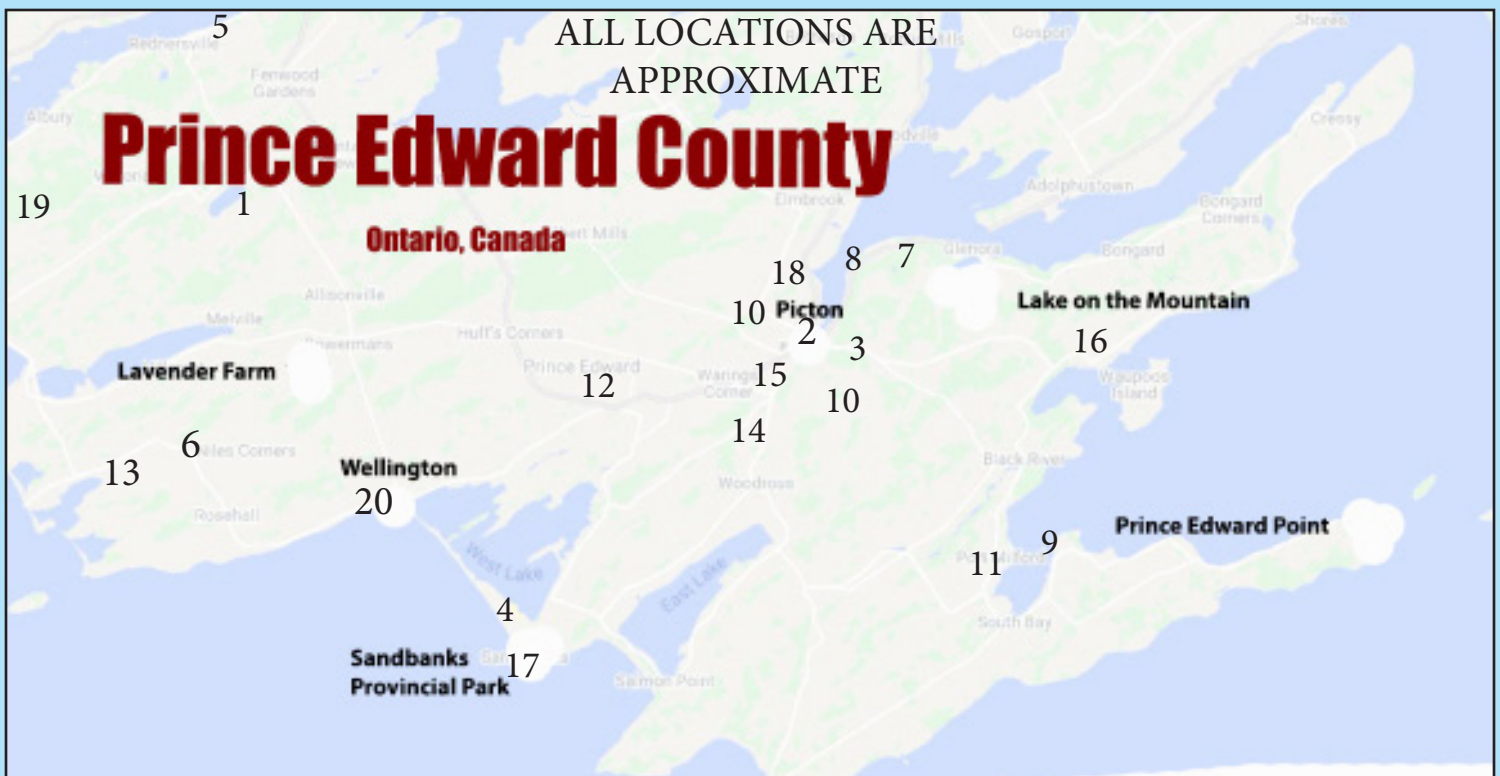 5
ALL LOCATIONS ARE
APPROXIMATE
Shores
Rednersville
Gosport
Fenwood
Gardens
Albury
Cressy
Prince Edward County
Adolphustown
Elmbrook
Bongard
Corners
19
1
Ontario, Canada
8
7
Glenora
Bongard
18
Allisonville
10
Picton
Lake on the Mountain
Melville
Huff's Corners
2
3
16
Lavender Farm
Prince Edward
12
15
Waupoos
Island
Corner
10
14
6
Niles Corners
13
Wellington
Black River
20
Woodrous
Rosehall
Prince Edward Point
West Lake
9
11
East Lake
4
South Bay
Sandbanks
17
Provincial Park
Salmon Point